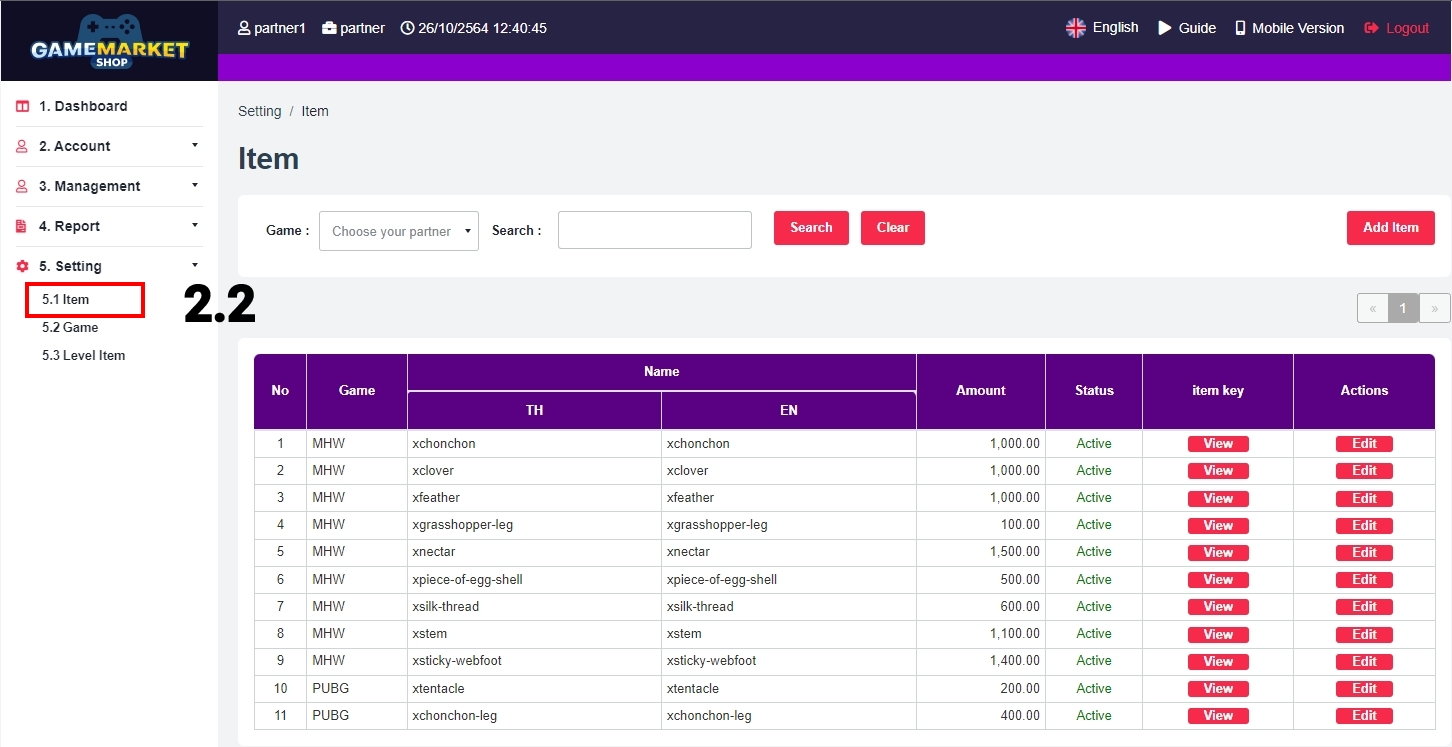 GAMEMARKET
SHOP
partner1 partner 26/10/2564 12:40:45
English Guide Mobile Version Logout
1. Dashboard
2. Account
3. Management
4. Report
5. Setting
5.1 Item
2.2
5.2 Game
5.3 Level Item
Setting / Item
Item
Game : Choose your partner Search : Search Clear Add Item
« 1 »
No Game Name Amount Status item key Actions
TH EN
1 MHW xchonchon xchonchon 1,000.00 Active View Edit
2 MHW xclover xclover 1,000.00 Active View Edit
3 MHW xfeather xfeather 1,000.00 Active View Edit
4 MHW xgrasshopper-leg xgrasshopper-leg 100.00 Active View Edit
5 MHW xnectar xnectar 1,500.00 Active View Edit
6 MHW xpiece-of-egg-shell xpiece-of-egg-shell 500.00 Active View Edit
7 MHW xsilk-thread xsilk-thread 600.00 Active View Edit
8 MHW xstem xstem 1,100.00 Active View Edit
9 MHW xsticky-webfoot xsticky-webfoot 1,400.00 Active View Edit
10 PUBG xtentacle xtentacle 200.00 Active View Edit
11 PUBG xchonchon-leg xchonchon-leg 400.00 Active View Edit